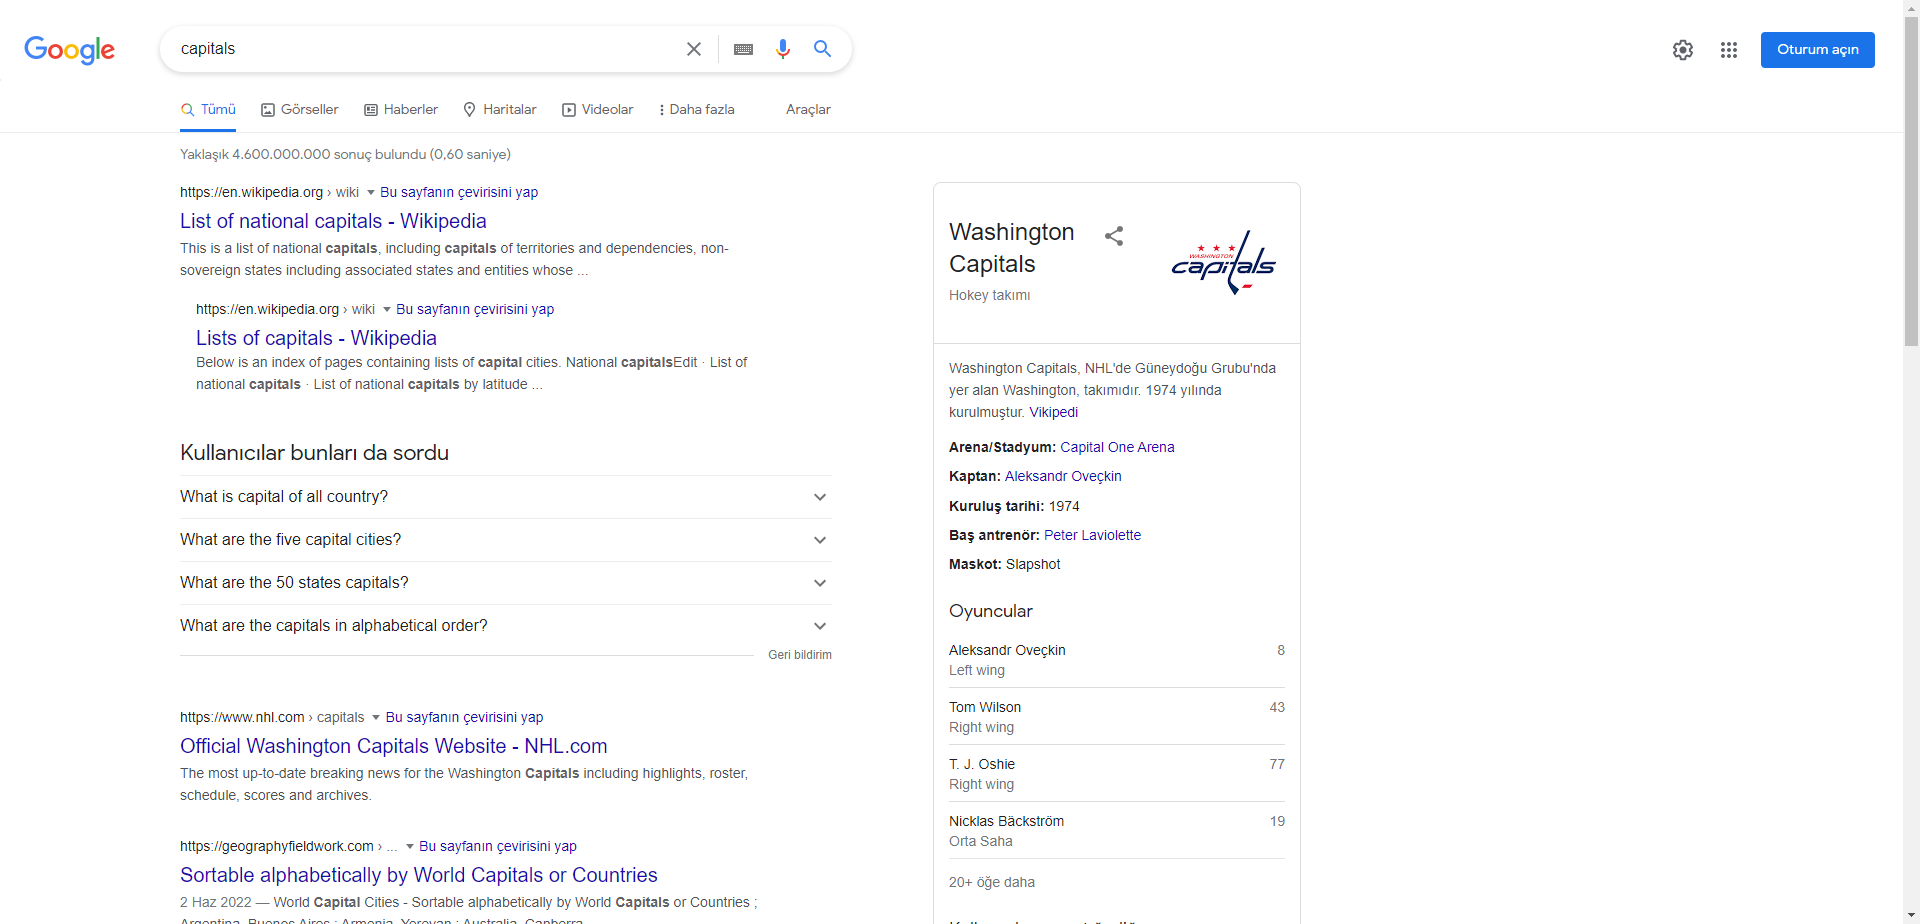 Google
capitals
Oturum açın
Tümü
Görseller
Haberler
Haritalar
Videolar
Daha fazla
Araçlar
Yaklaşık 4.600.000.000 sonuç bulundu (0,60 saniye)
https://en.wikipedia.org › wiki Bu sayfanın çevirisini yap
List of national capitals - Wikipedia
This is a list of national capitals, including capitals of territories and dependencies, non-
sovereign states including associated states and entities whose ...
https://en.wikipedia.org › wiki Bu sayfanın çevirisini yap
Lists of capitals - Wikipedia
Below is an index of pages containing lists of capital cities. National capitalsEdit · List of
national capitals · List of national capitals by latitude ...
Kullanıcılar bunları da sordu
What is capital of all country?
What are the five capital cities?
What are the 50 states capitals?
What are the capitals in alphabetical order?
Geri bildirim
https://www.nhl.com › capitals Bu sayfanın çevirisini yap
Official Washington Capitals Website - NHL.com
The most up-to-date breaking news for the Washington Capitals including highlights, roster,
schedule, scores and archives.
https://geographyfieldwork.com › ... Bu sayfanın çevirisini yap
Sortable alphabetically by World Capitals or Countries
2 Haz 2022 — World Capital Cities - Sortable alphabetically by World Capitals or Countries ;
Argentina, Buenos Aires ; Armenia, Yerevan ; Australia, Canberra
Washington
Capitals
Hokey takımı
WASHINGTON
capitals
Washington Capitals, NHL'de Güneydoğu Grubu'nda
yer alan Washington, takımıdır. 1974 yılında
kurulmuştur. Vikipedi
Arena/Stadyum: Capital One Arena
Kaptan: Aleksandr Oveçkin
Kuruluş tarihi: 1974
Baş antrenör: Peter Laviolette
Maskot: Slapshot
Oyuncular
Aleksandr Oveçkin 8
Left wing
Tom Wilson 43
Right wing
T. J. Oshie 77
Right wing
Nicklas Bäckström 19
Orta Saha
20+ öğe daha